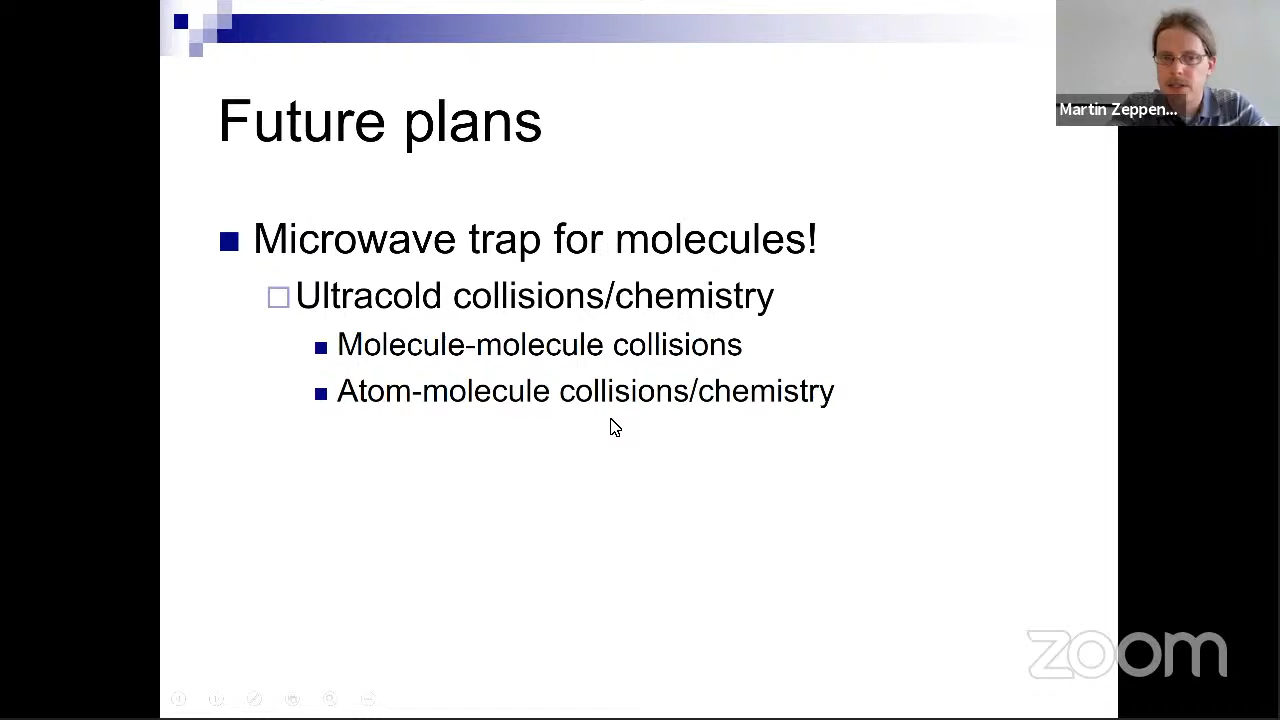 Future plans
Microwave trap for molecules!
Ultracold collisions/chemistry
Molecule-molecule collisions
Atom-molecule collisions/chemistry
Martin Zeppen...
zoom